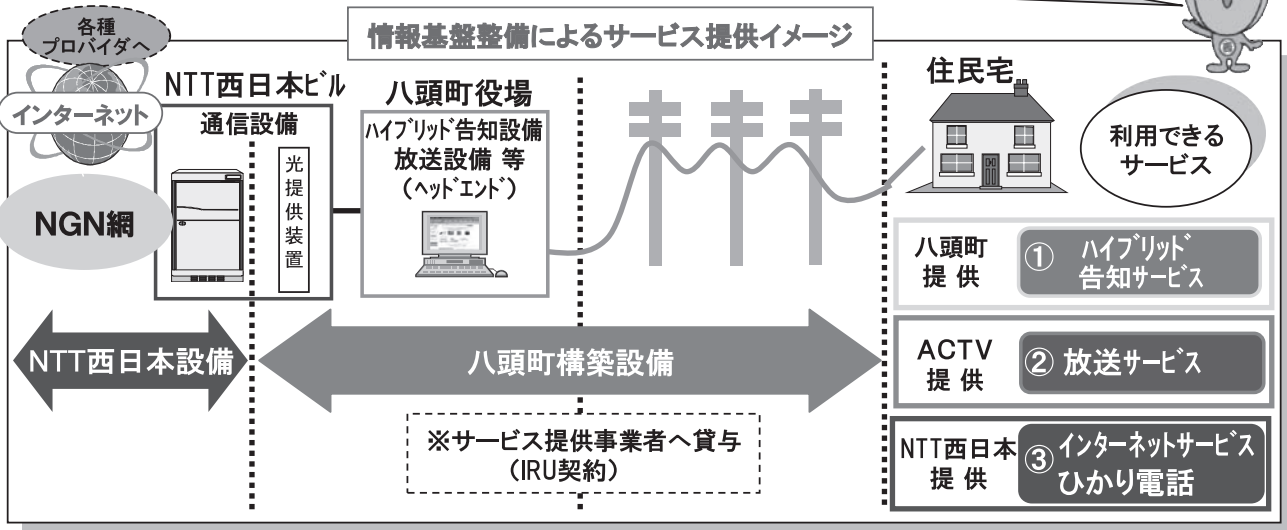 情報基盤整備によるサービス提供イメージ
各種
プロバイダへ
インターネット
NGN網
NTT西日本ビル
通信設備
光提供装置
八頭町役場
ハイブリッド告知設備
放送設備 等
(ヘッドエンド)
住民宅
利用できる
サービス
八頭町
提供
① ハイブリッド
告知サービス
ACTV
提供
② 放送サービス
NTT西日本
提供
③ インターネットサービス
ひかり電話
NTT西日本設備
八頭町構築設備
※サービス提供事業者へ貸与
(IRU契約)